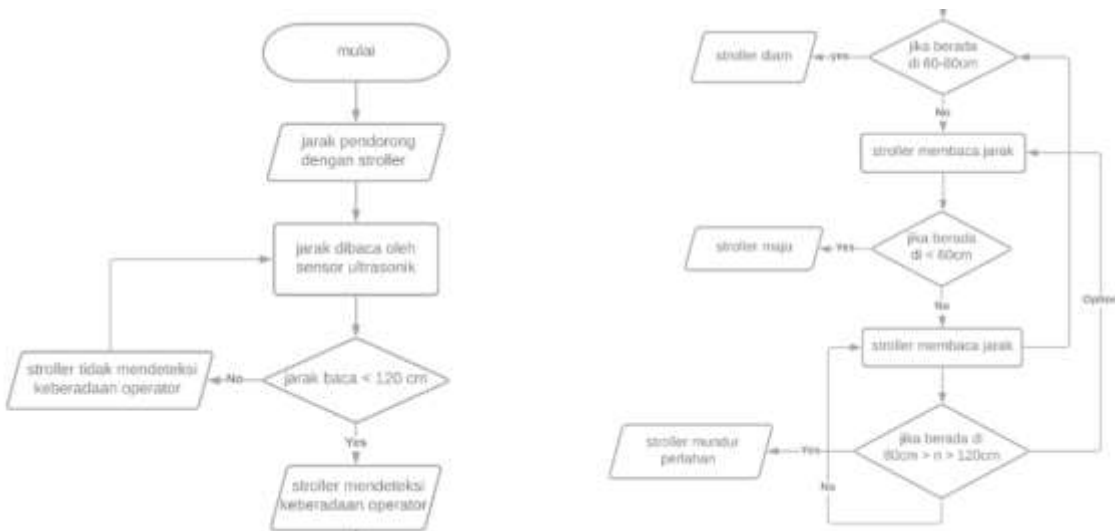 mulai
jarak pendorong
dengan stroller
jarak dibaca oleh
sensor ultrasonik
jarak baca < 120 cm
No
stroller tidak mendeteksi
keberadaan operator
Yes
stroller mendeteksi
keberadaan operator
jika berada
di 60-80cm
yes
stroller diam
No
stroller membaca jarak
jika berada
di < 60cm
Yes
stroller maju
No
stroller membaca jarak
jika berada di
80cm > n > 120cm
Yes
stroller mundur
perlahan
No